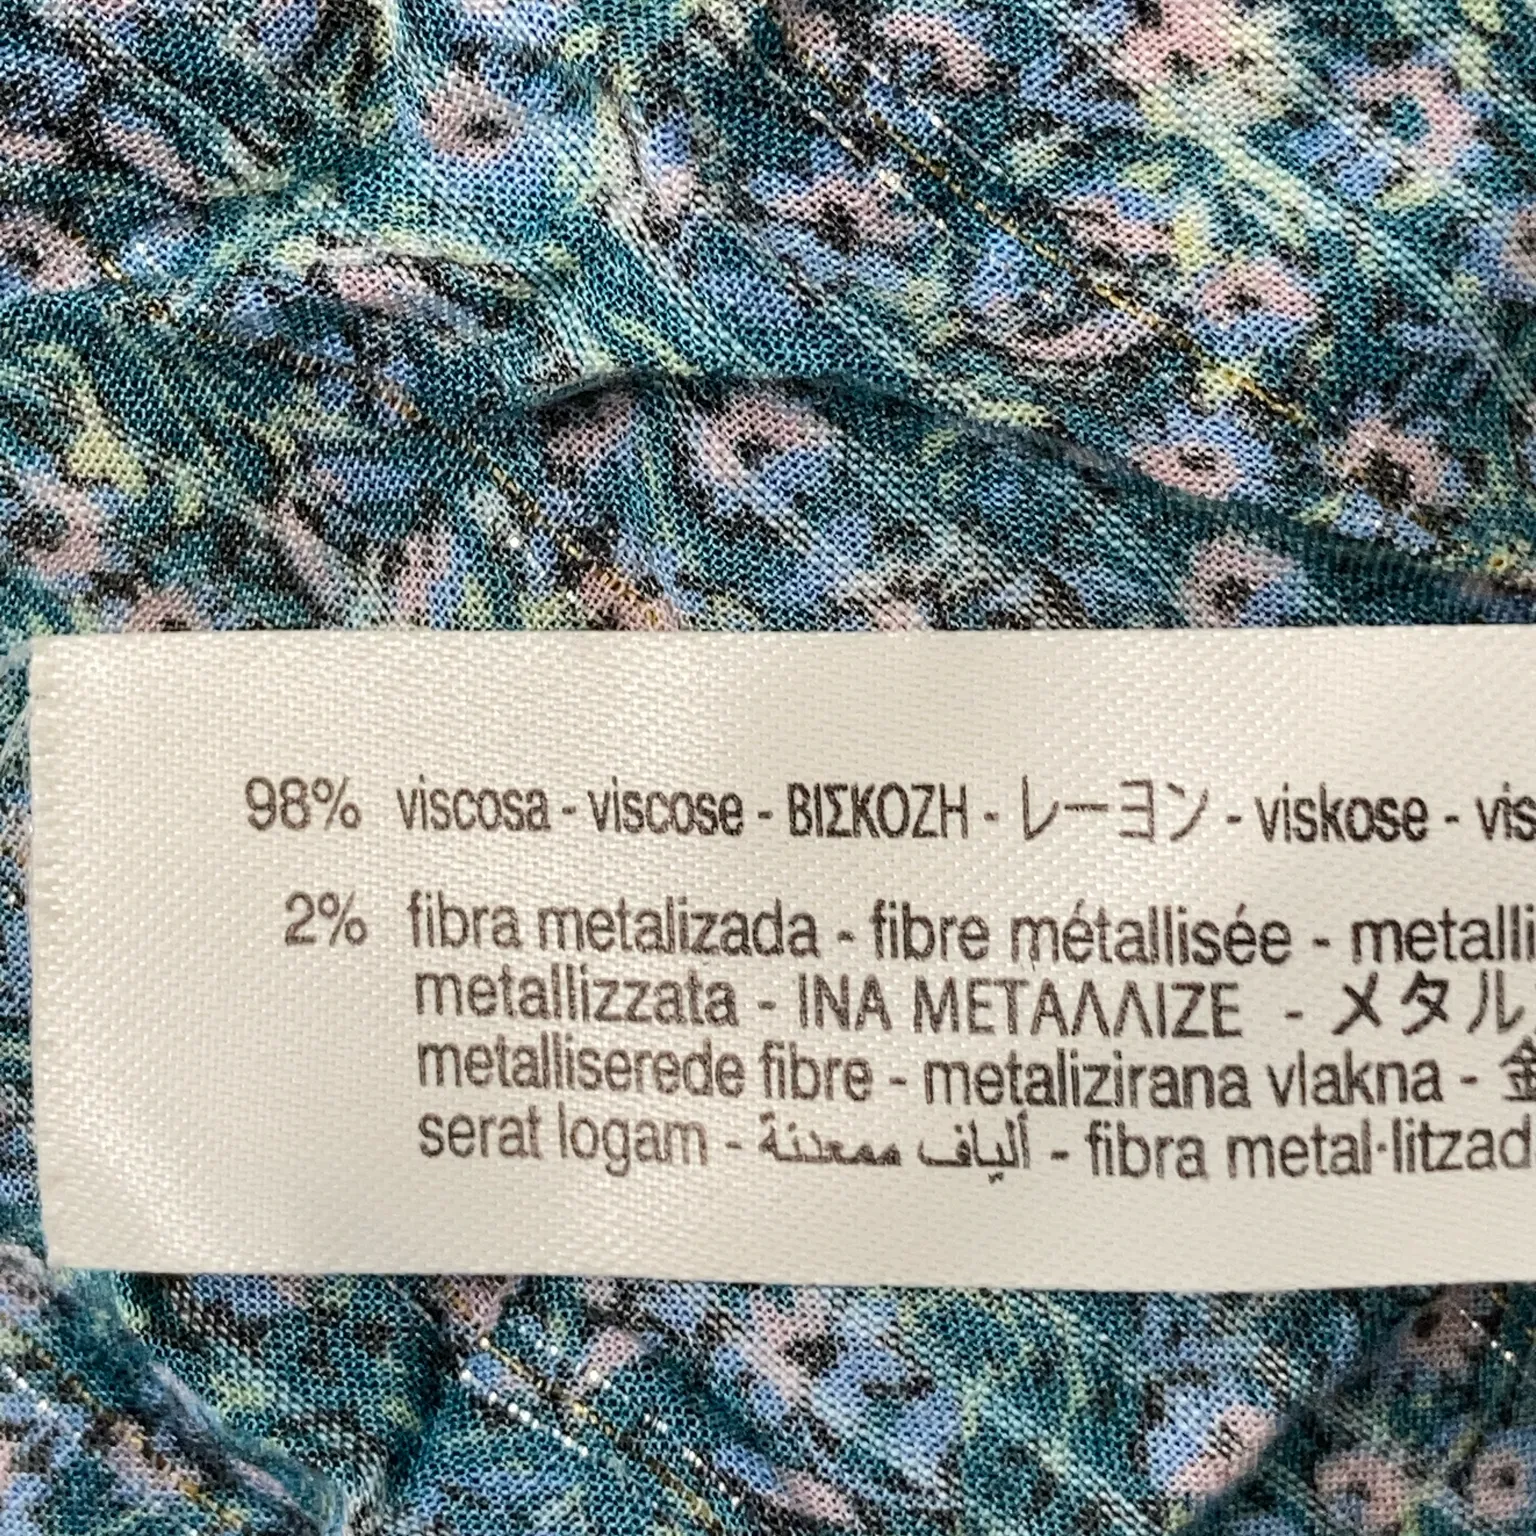 98% viscosa - viscose - ΒΙΣΚΟΖΗ - レーヨン - viskose - vis
2% fibra metalizada - fibre métallisée - metalli
metallizzata - ΙΝΑ ΜΕΤΑΛΛΙΖΕ - メタル
metalliserede fibre - metalizirana vlakna - 金
serat logam - ألياف ممعدنة - fibra metal·litzad